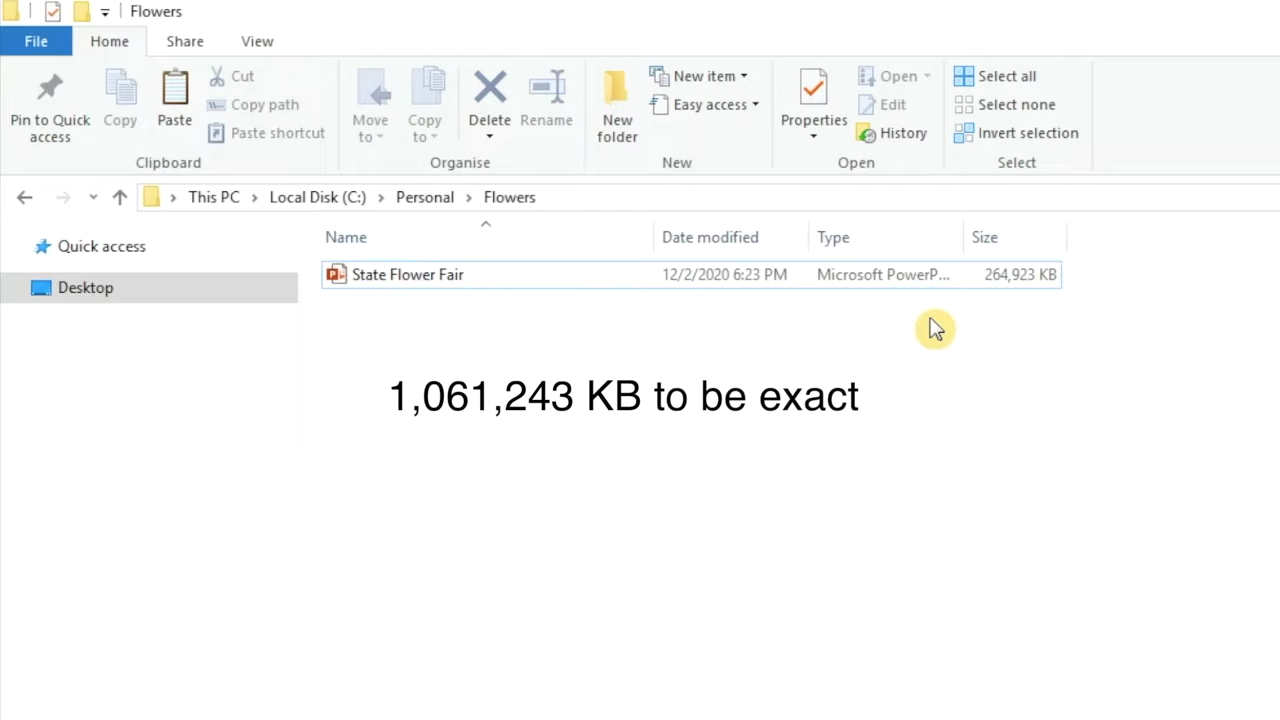 Flowers
File Home Share View
Pin to Quick access
Copy
Paste
Cut
Copy path
Paste shortcut
Clipboard
Move to
Copy to
Delete
Rename
Organise
New folder
New item
Easy access
New
Properties
Open
Edit
History
Open
Select all
Select none
Invert selection
Select
This PC > Local Disk (C:) > Personal > Flowers
Quick access
Desktop
Name Date modified Type Size
State Flower Fair 12/2/2020 6:23 PM Microsoft PowerP... 264,923 KB
1,061,243 KB to be exact